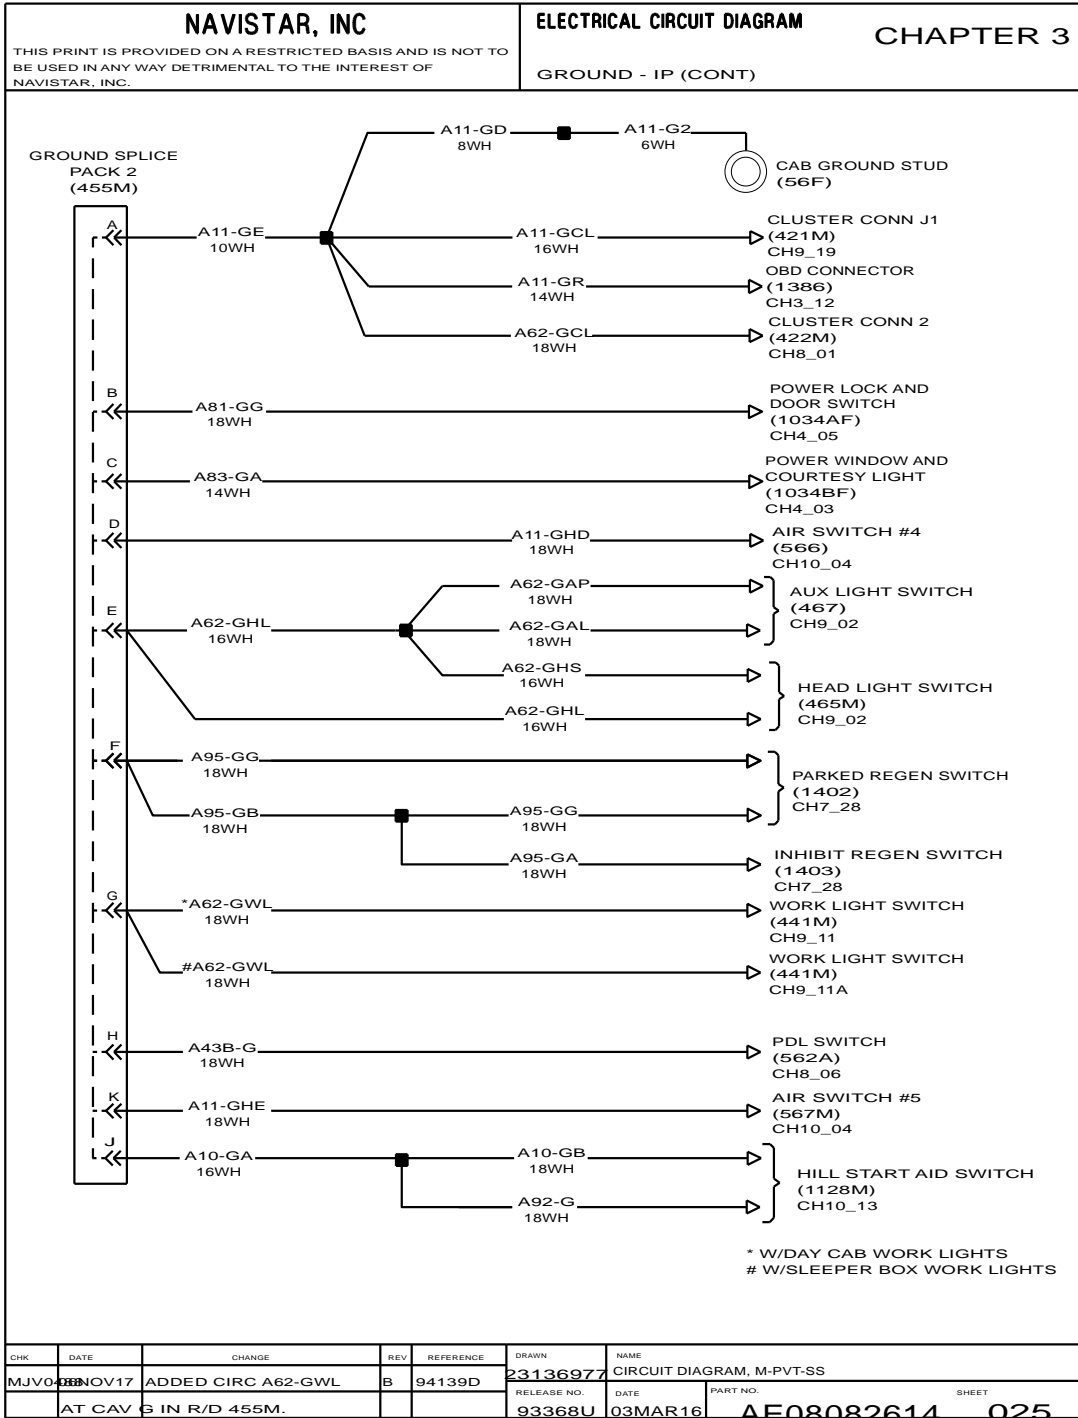 NAVISTAR, INC
THIS PRINT IS PROVIDED ON A RESTRICTED BASIS AND IS NOT TO
BE USED IN ANY WAY DETRIMENTAL TO THE INTEREST OF
NAVISTAR, INC.
ELECTRICAL CIRCUIT DIAGRAM
GROUND - IP (CONT)
CHAPTER 3
GROUND SPLICE
PACK 2
(455M)
A11-GD
8WH
A11-G2
6WH
CAB GROUND STUD
(56F)
A
A11-GE
10WH
A11-GCL
16WH
CLUSTER CONN J1
(421M)
CH9_19
A11-GR
14WH
OBD CONNECTOR
(1386)
CH3_12
A62-GCL
18WH
CLUSTER CONN 2
(422M)
CH8_01
B
A81-GG
18WH
POWER LOCK AND
DOOR SWITCH
(1034AF)
CH4_05
C
A83-GA
14WH
POWER WINDOW AND
COURTESY LIGHT
(1034BF)
CH4_03
D
A11-GHD
18WH
AIR SWITCH #4
(566)
CH10_04
E
A62-GHL
16WH
A62-GAP
18WH
A62-GAL
18WH
AUX LIGHT SWITCH
(467)
CH9_02
A62-GHS
16WH
A62-GHL
16WH
HEAD LIGHT SWITCH
(465M)
CH9_02
F
A95-GG
18WH
A95-GB
18WH
A95-GG
18WH
PARKED REGEN SWITCH
(1402)
CH7_28
A95-GA
18WH
INHIBIT REGEN SWITCH
(1403)
CH7_28
G
*A62-GWL
18WH
WORK LIGHT SWITCH
(441M)
CH9_11
#A62-GWL
18WH
WORK LIGHT SWITCH
(441M)
CH9_11A
H
A43B-G
18WH
PDL SWITCH
(562A)
CH8_06
K
A11-GHE
18WH
AIR SWITCH #5
(567M)
CH10_04
J
A10-GA
16WH
A10-GB
18WH
A92-G
18WH
HILL START AID SWITCH
(1128M)
CH10_13
* W/DAY CAB WORK LIGHTS
# W/SLEEPER BOX WORK LIGHTS
CHK DATE CHANGE REV REFERENCE
ADDED CIRC A62-GWL B 94139D
AT CAV G IN R/D 455M.
DRAWN
23136977
NAME
CIRCUIT DIAGRAM, M-PVT-SS
RELEASE NO.
93368U
DATE
03MAR16
PART NO.
AE08082614
SHEET
025